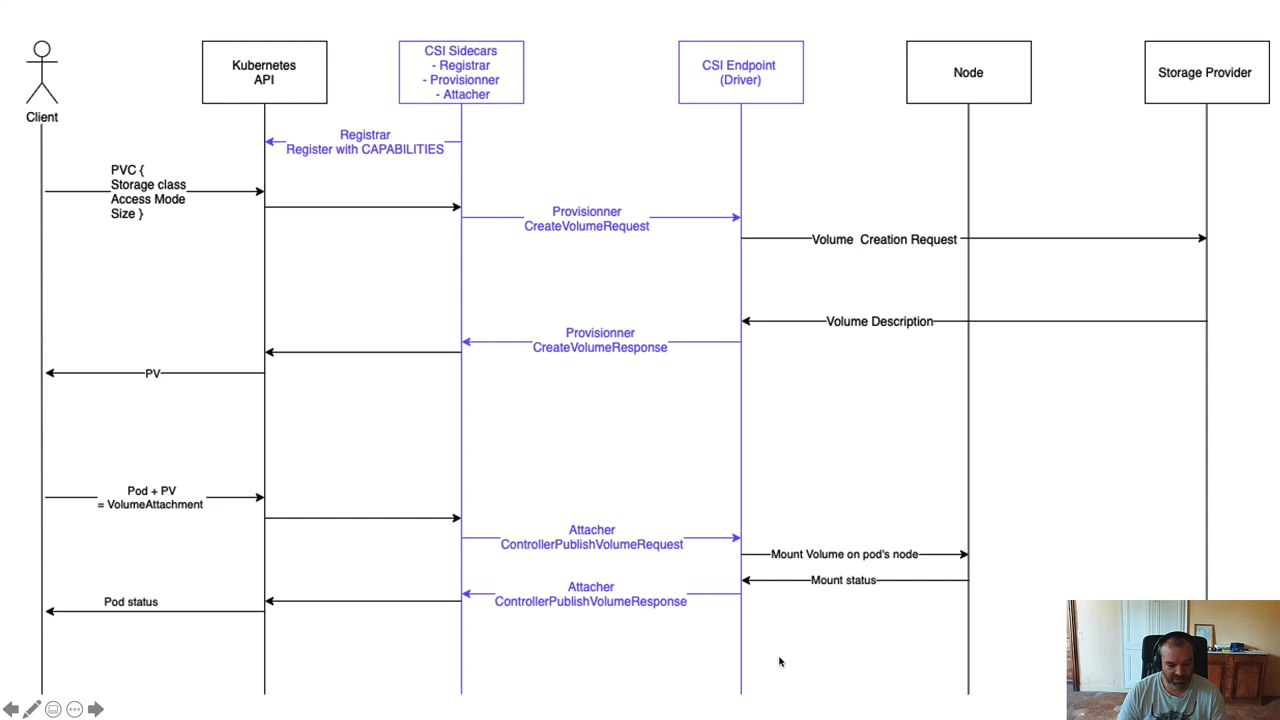 Client
Kubernetes
API
CSI Sidecars
- Registrar
- Provisionner
- Attacher
CSI Endpoint
(Driver)
Node
Storage Provider
Registrar
Register with CAPABILITIES
PVC {
Storage class
Access Mode
Size }
Provisionner
CreateVolumeRequest
Volume Creation Request
Volume Description
Provisionner
CreateVolumeResponse
PV
Pod + PV
= VolumeAttachment
Attacher
ControllerPublishVolumeRequest
Mount Volume on pod's node
Mount status
Attacher
ControllerPublishVolumeResponse
Pod status